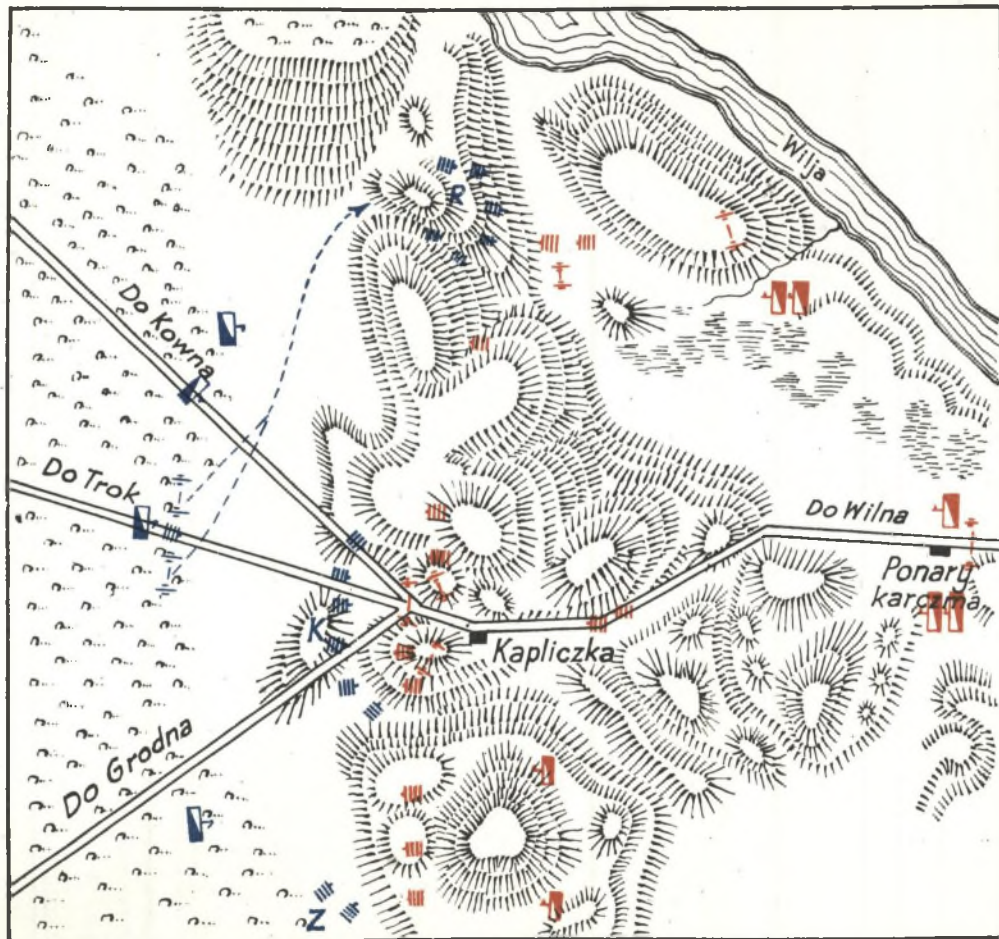 Wija
R
Do Kowna
Do Trok
Do Wilna
Ponary
karczma
K
Kapliczka
Do Grodna
Z